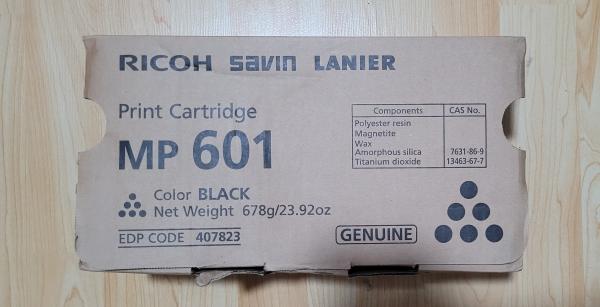 RICOH savin LANIER
Print Cartridge
MP 601
Color BLACK
Net Weight 678g/23.92oz
EDP CODE 407823
Components CAS No.
Polyester resin
Magnetite
Wax
Amorphous silica 7631-86-9
Titanium dioxide 13463-67-7
GENUINE